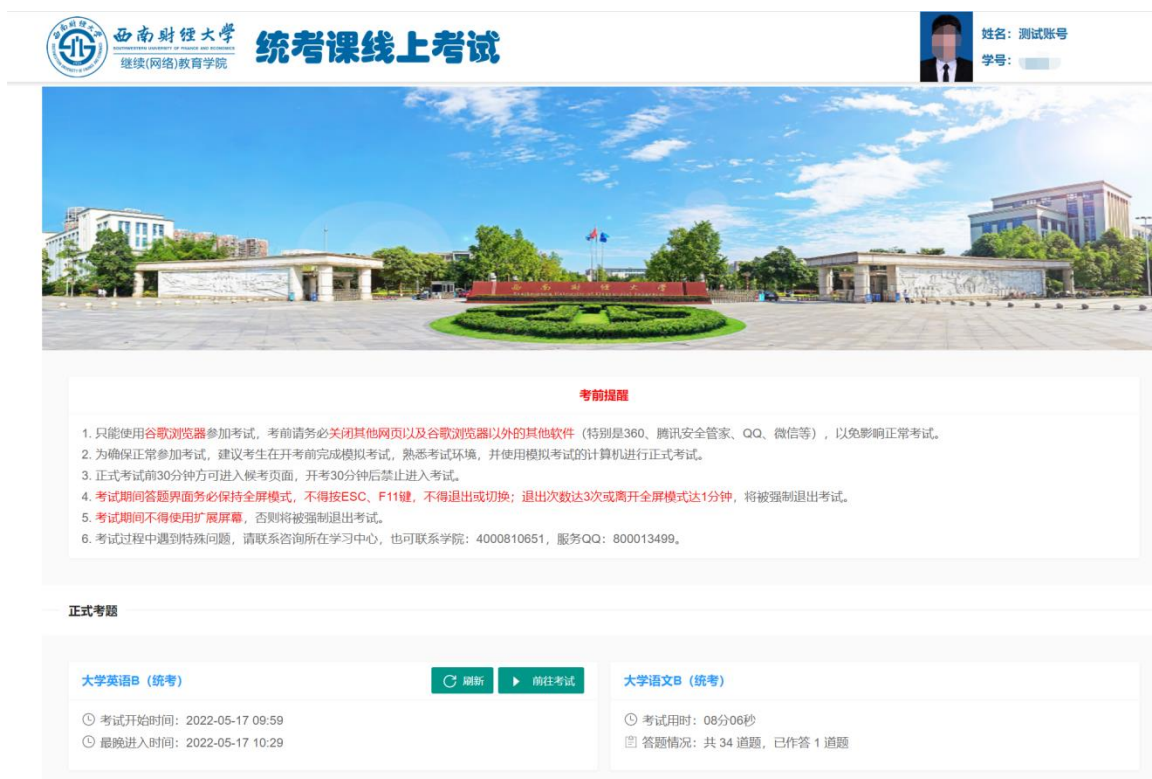 西南财经大学
SOUTHWESTERN UNIVERSITY OF FINANCE AND ECONOMICS
继续(网络)教育学院
统考课线上考试
姓名：测试账号
学号：
西南财经大学
考前提醒
1. 只能使用谷歌浏览器参加考试，考前请务必关闭其他网页以及谷歌浏览器以外的其他软件（特别是360、腾讯安全管家、QQ、微信等），以免影响正常考试。
2. 为确保正常参加考试，建议考生在开考前完成模拟考试，熟悉考试环境，并使用模拟考试的计算机进行正式考试。
3. 正式考试前30分钟方可进入候考页面，开考30分钟后禁止进入考试。
4. 考试期间答题界面务必保持全屏模式，不得按ESC、F11键，不得退出或切换；退出次数达3次或离开全屏模式达1分钟，将被强制退出考试。
5. 考试期间不得使用扩展屏幕，否则将被强制退出考试。
6. 考试过程中遇到特殊问题，请联系咨询所在学习中心，也可联系学院：4000810651，服务QQ：800013499。
正式考题
大学英语B（统考）
刷新
前往考试
考试开始时间：2022-05-17 09:59
最晚进入时间：2022-05-17 10:29
大学语文B（统考）
考试用时：08分06秒
答题情况：共 34 道题，已作答 1 道题